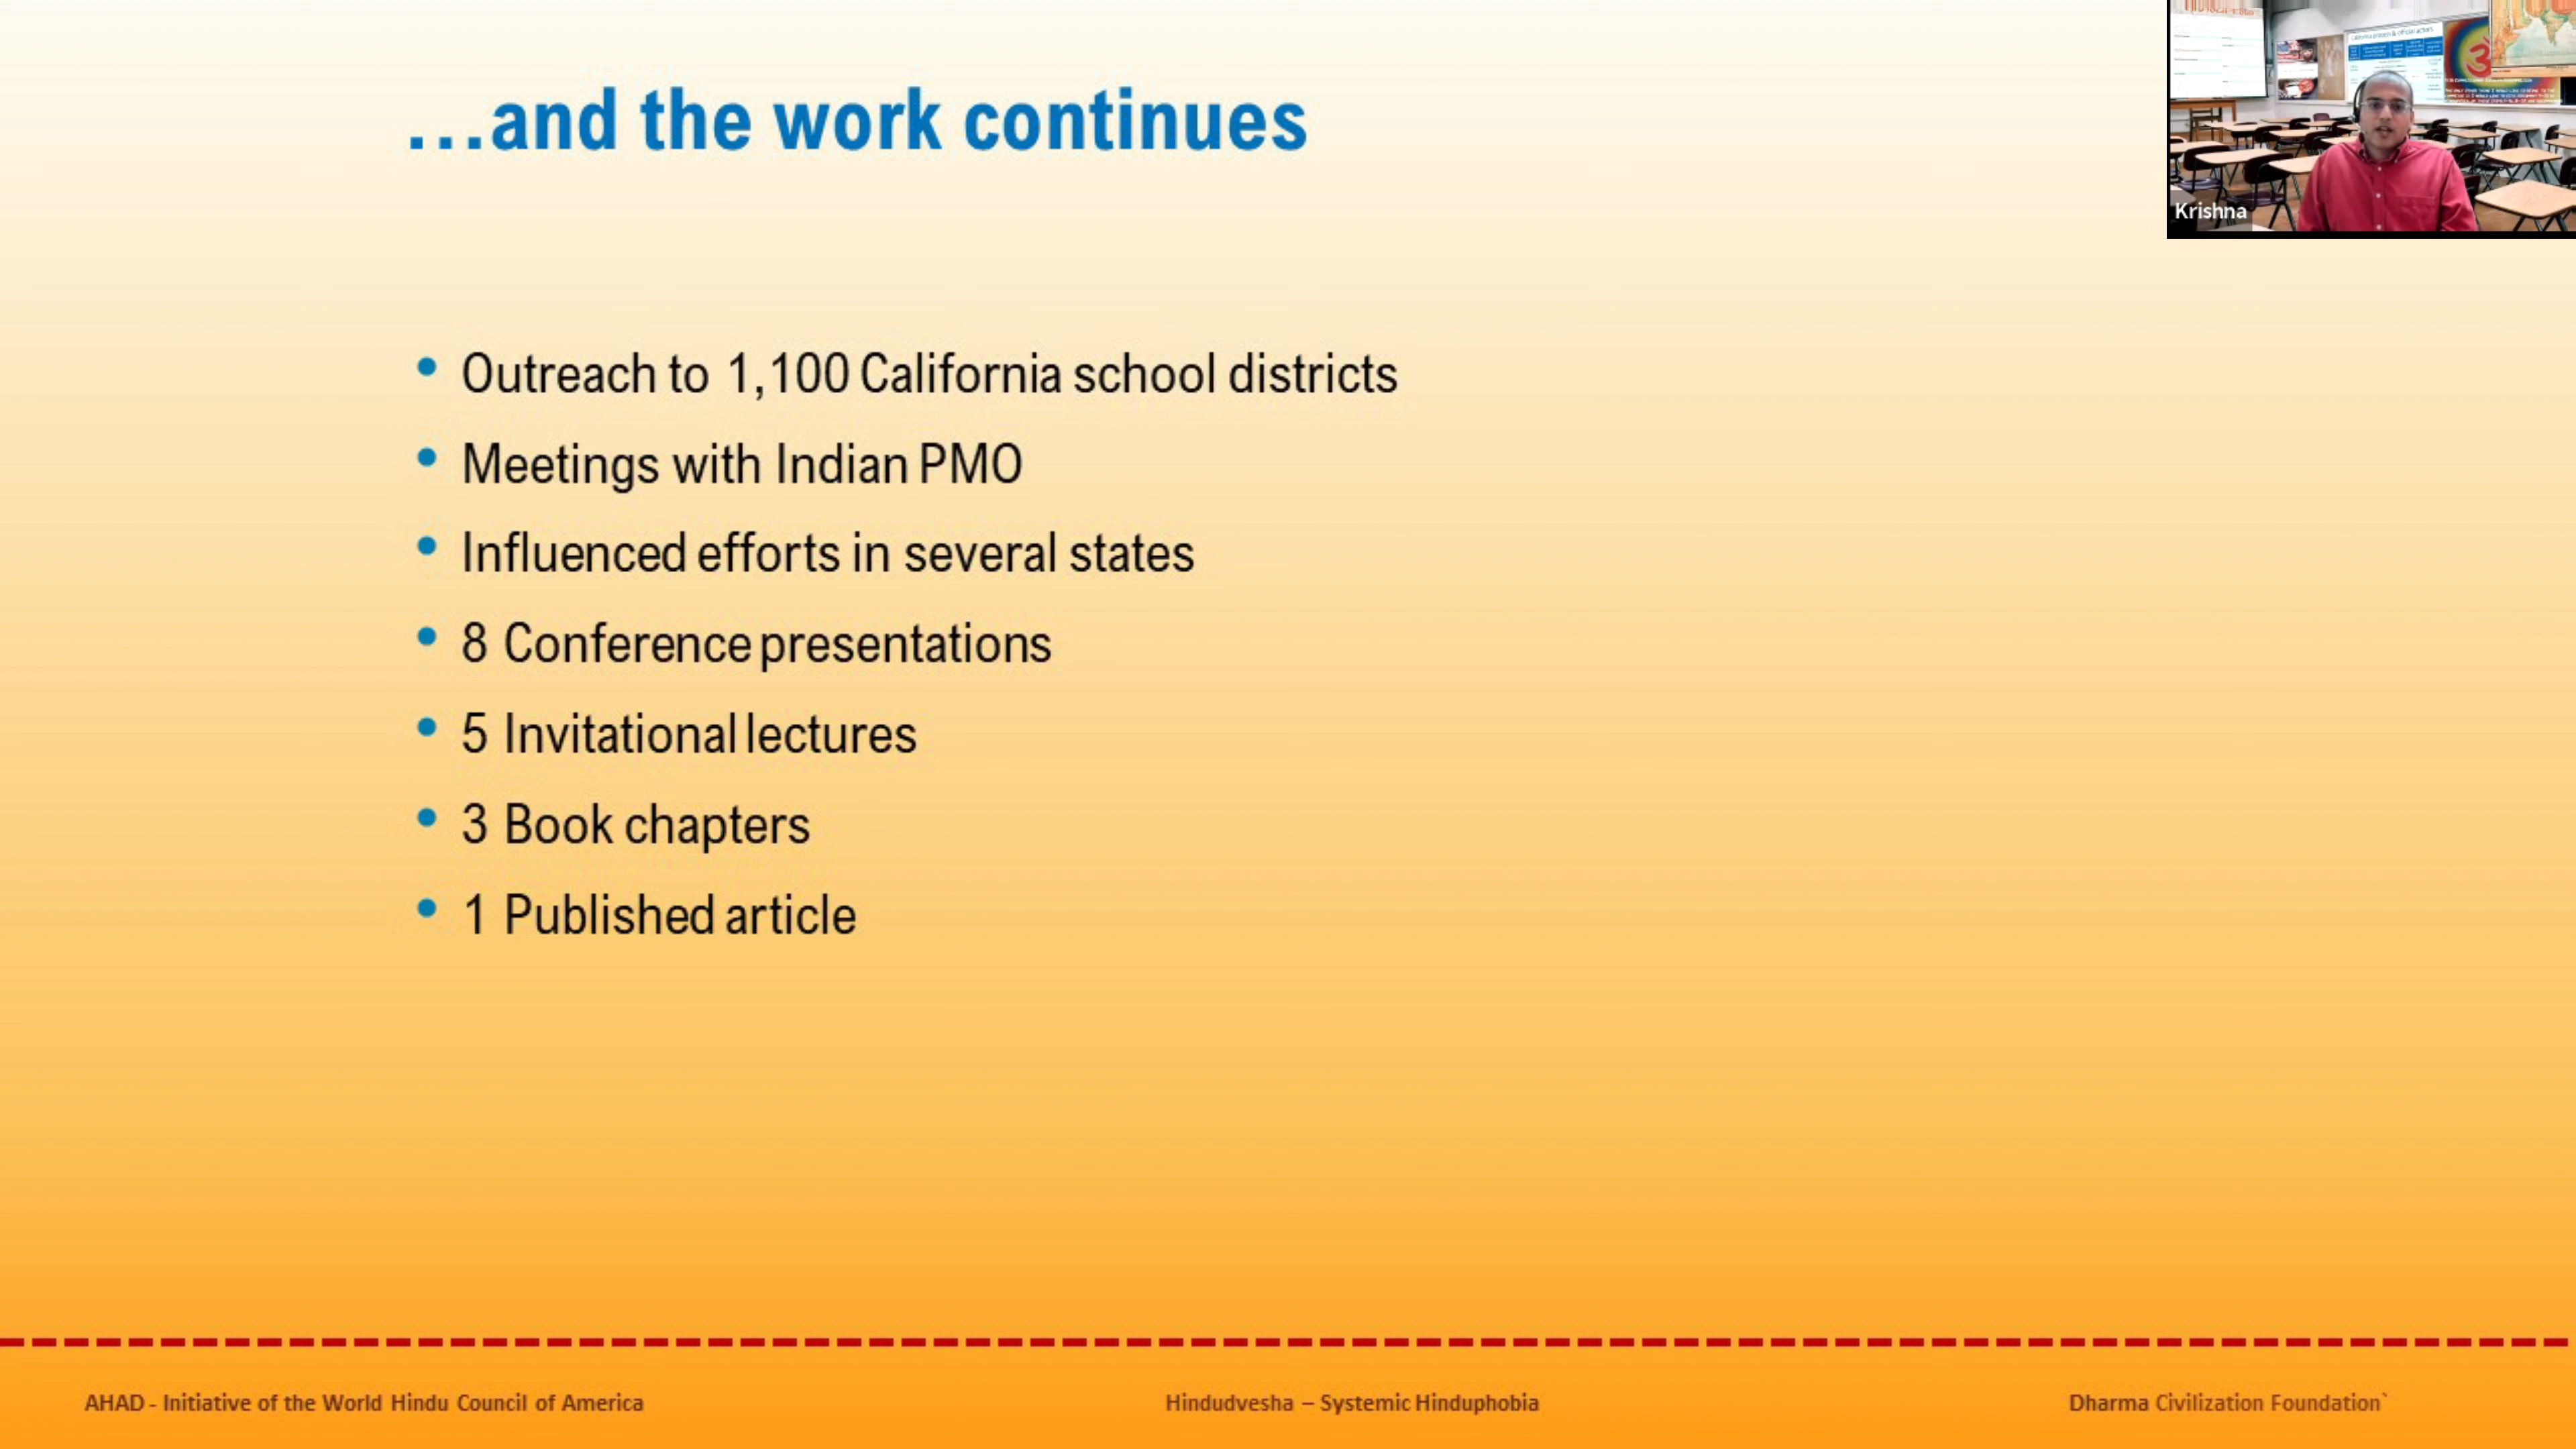 …and the work continues
Krishna
• Outreach to 1,100 California school districts
• Meetings with Indian PMO
• Influenced efforts in several states
• 8 Conference presentations
• 5 Invitational lectures
• 3 Book chapters
• 1 Published article
AHAD - Initiative of the World Hindu Council of America
Hindudvesha – Systemic Hinduphobia
Dharma Civilization Foundation`